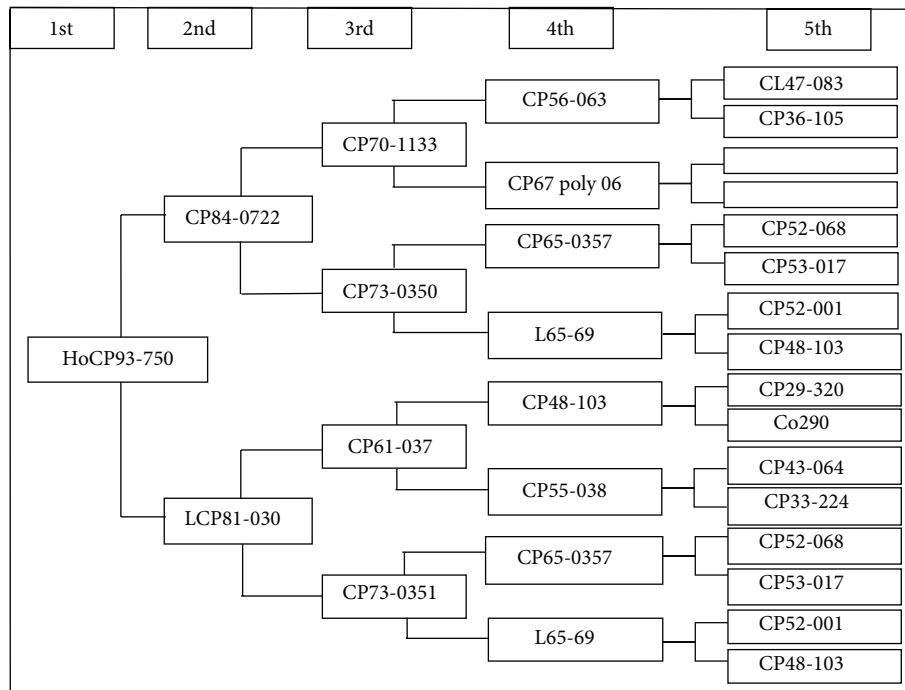 1st
2nd
3rd
4th
5th
CL47-083
CP56-063
CP36-105
CP70-1133
CP67 poly 06
CP84-0722
CP52-068
CP65-0357
CP53-017
CP73-0350
CP52-001
L65-69
CP48-103
HoCP93-750
CP29-320
CP48-103
Co290
CP61-037
CP43-064
CP55-038
CP33-224
LCP81-030
CP52-068
CP65-0357
CP53-017
CP73-0351
CP52-001
L65-69
CP48-103